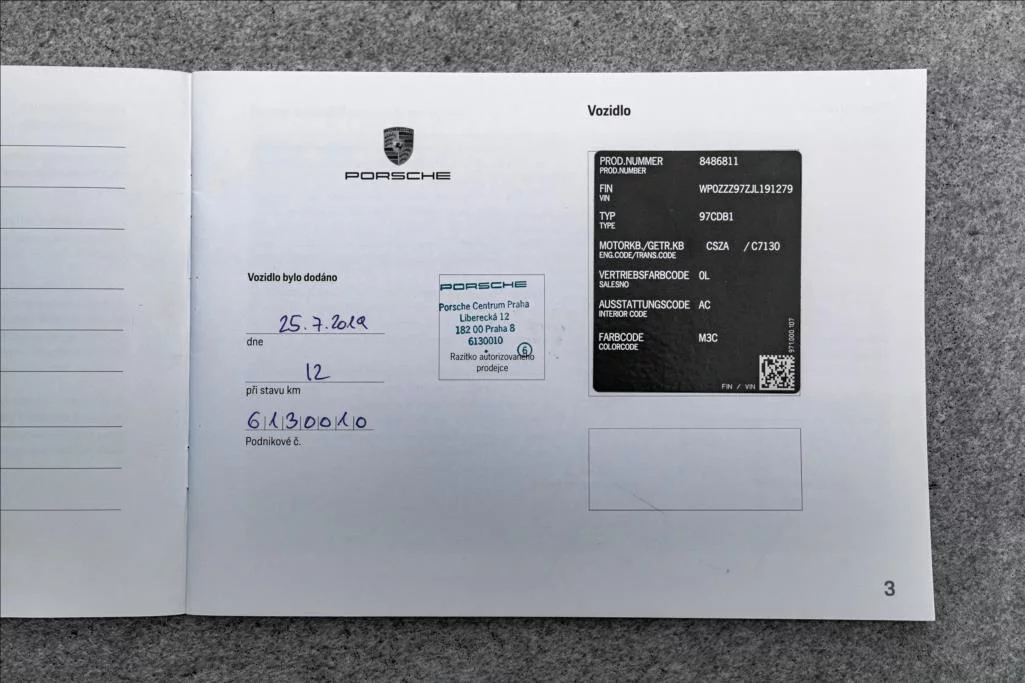 PORSCHE
Vozidlo bylo dodáno
25.7.2019
dne
12
při stavu km
6130010
Podnikové č.
PORSCHE
Porsche Centrum Praha
Liberecká 12
182 00 Praha 8
6130010
6
Razítko autorizovaného
prodejce
Vozidlo
PROD.NUMMER 8486811
PROD.NUMBER
FIN WP0ZZZ97ZJL191279
VIN
TYP 97CDB1
TYPE
MOTORKB./GETR.KB CSZA / C7130
ENG.CODE/TRANS.CODE
VERTRIEBSFARBCODE 0L
SALESNO
AUSSTATTUNGSCODE AC
INTERIOR CODE
FARBCODE M3C
COLORCODE
971.000.107
FIN / VIN
3